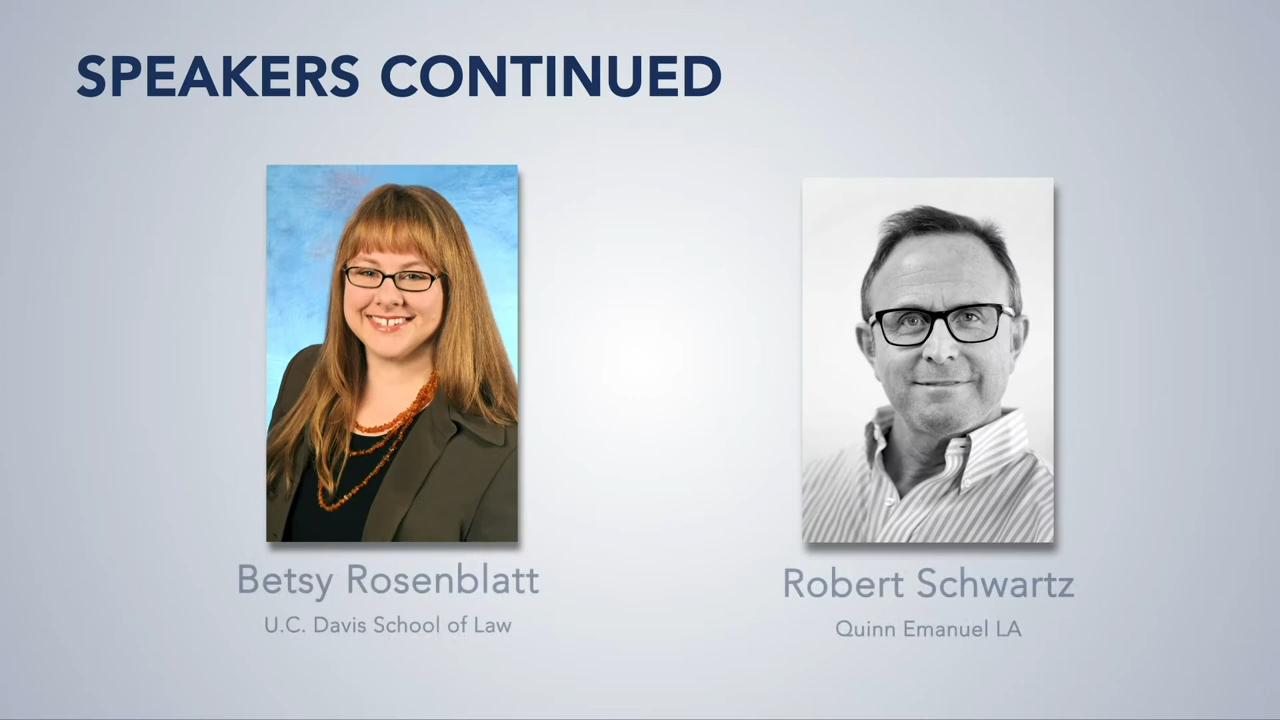 SPEAKERS CONTINUED
Betsy Rosenblatt
U.C. Davis School of Law
Robert Schwartz
Quinn Emanuel LA